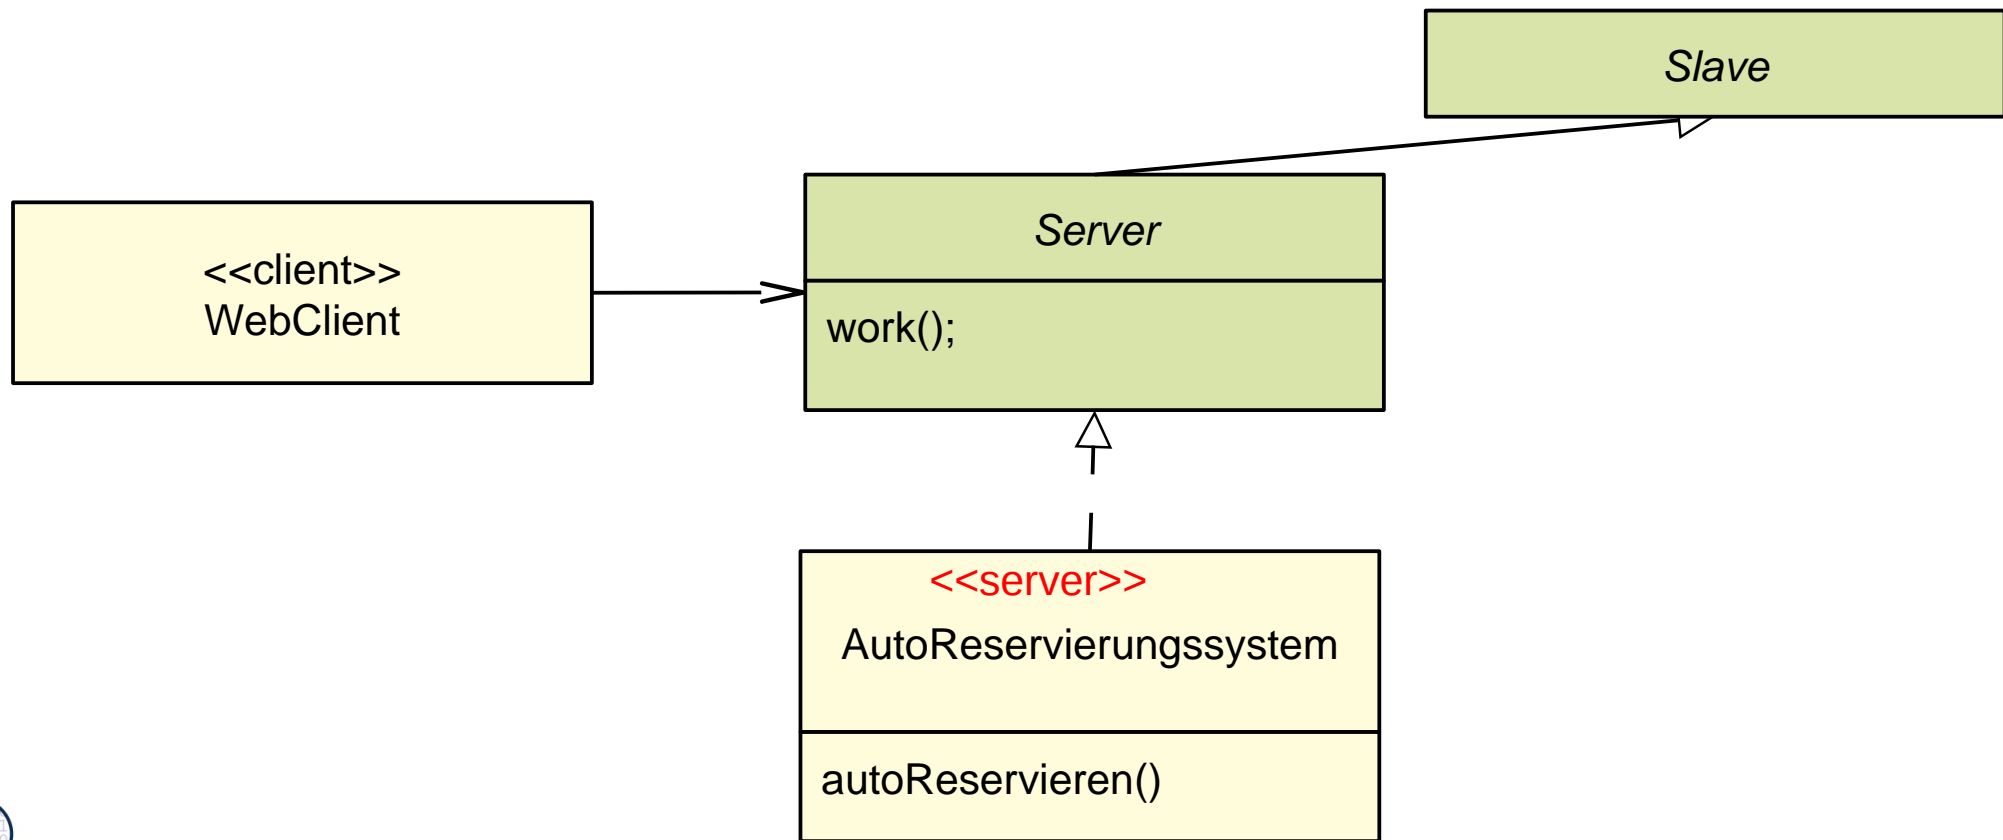 Slave
Server
<<client>>
WebClient
work();
<<server>>
AutoReservierungssystem
autoReservieren()